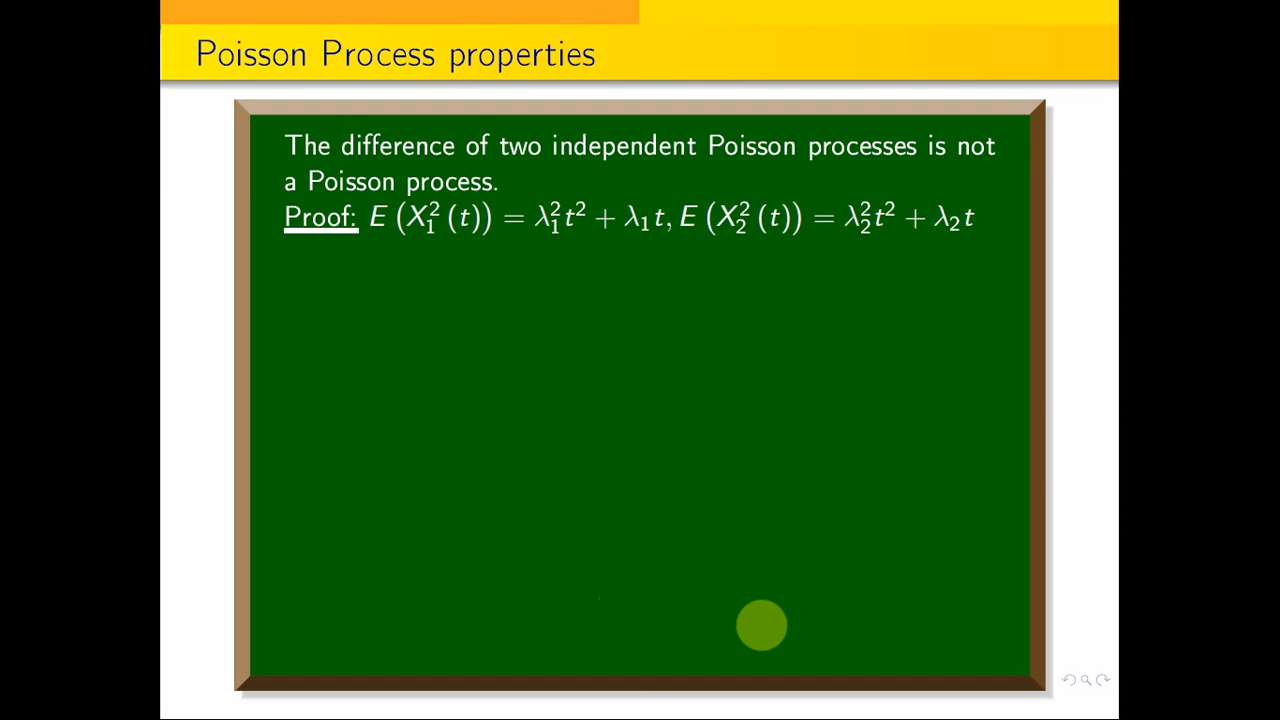 Poisson Process properties
The difference of two independent Poisson processes is not
a Poisson process.
Proof: E (X₁² (t)) = λ₁²t² + λ₁t, E (X₂² (t)) = λ₂²t² + λ₂t